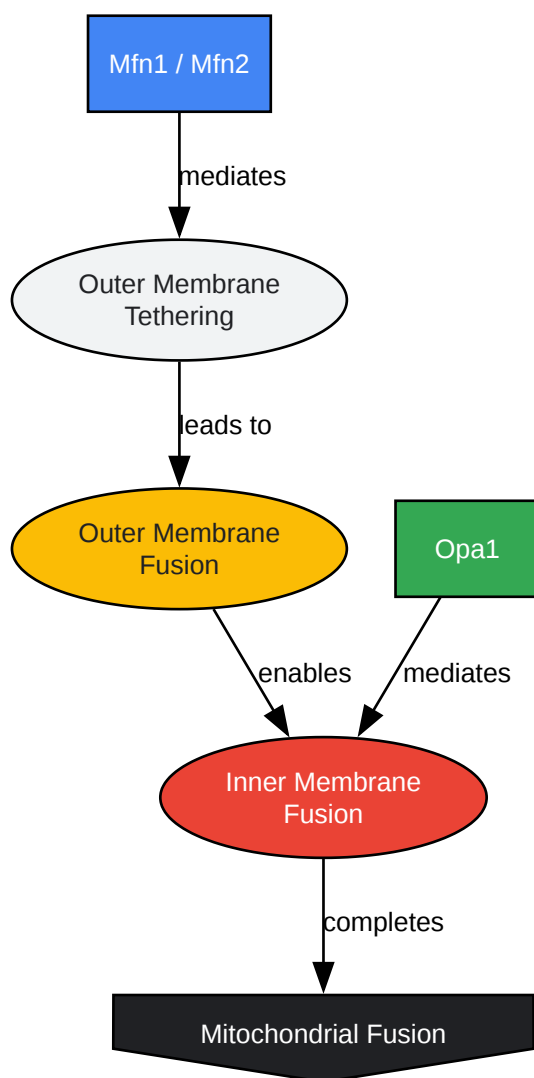 Mfn1 / Mfn2
mediates
Outer Membrane
Tethering
leads to
Outer Membrane
Fusion
Opa1
enables
mediates
Inner Membrane
Fusion
completes
Mitochondrial Fusion